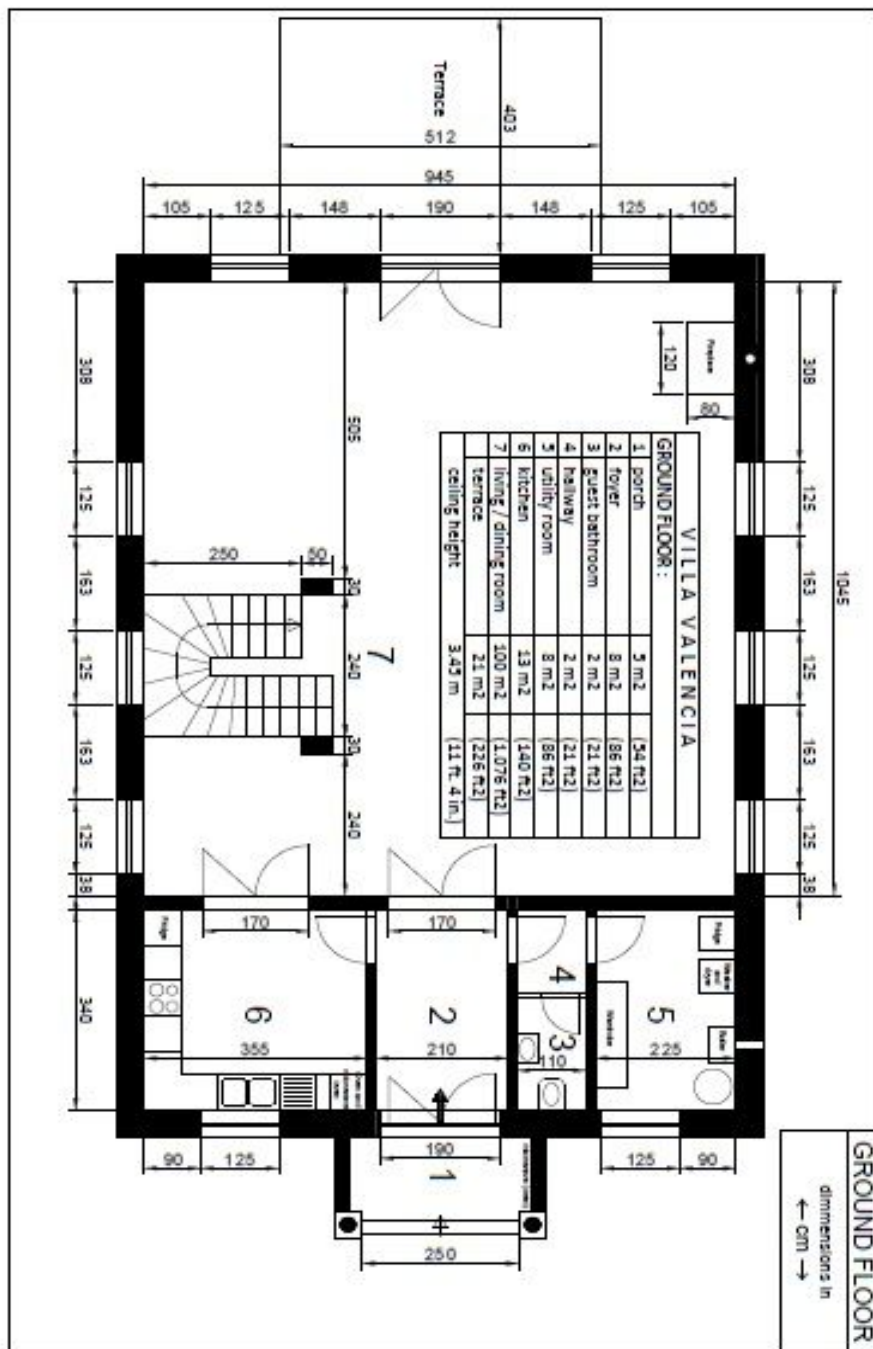 Terrace
403
512
945
105 125 148 190 148 125 105
308
125
163
125
163
125
38
340
505
30
240
30
240
250
50
7
Fireplace
120
80
308
125
163
125
163
125
38
1045
VILLA VALENCIA
GROUND FLOOR :
1 porch 5 m2 (54 ft2)
2 foyer 8 m2 (86 ft2)
3 guest bathroom 2 m2 (21 ft2)
4 hallway 2 m2 (21 ft2)
5 utility room 8 m2 (86 ft2)
6 kitchen 13 m2 (140 ft2)
7 living / dining room 100 m2 (1.076 ft2)
terrace 21 m2 (226 ft2)
ceiling height 3.45 m (11 ft. 4 in.)
170
170
Fridge
6
355
2
210
4
3
110
5
225
Fridge
Washer and dryer
Wardrobe
Boiler
190
1
250
90 125
125 90
GROUND FLOOR
dimmensions in
← cm →